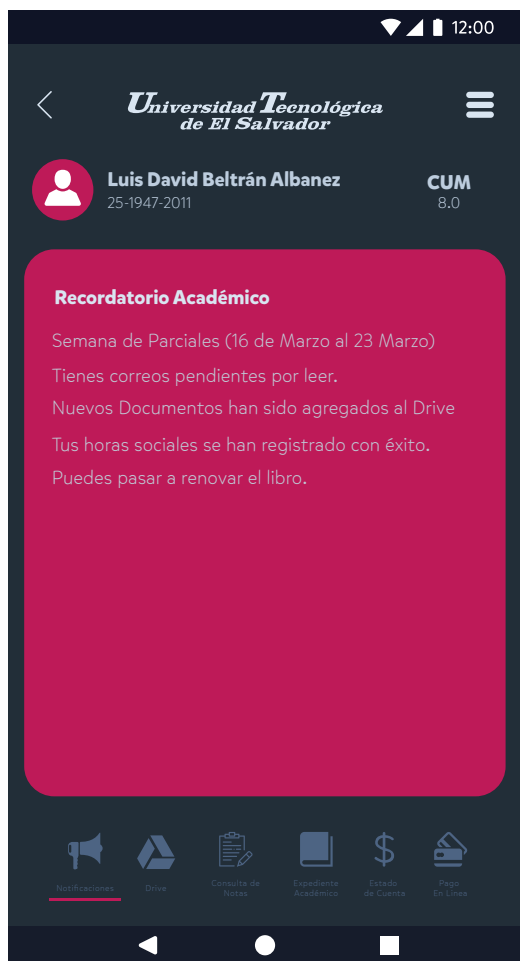 12:00
Universidad Tecnológica
de El Salvador
Luis David Beltrán Albanez
25-1947-2011
CUM
8.0
Recordatorio Académico
Semana de Parciales (16 de Marzo al 23 Marzo)
Tienes correos pendientes por leer.
Nuevos Documentos han sido agregados al Drive
Tus horas sociales se han registrado con éxito.
Puedes pasar a renovar el libro.
Notificaciones
Drive
Consulta de
Notas
Expediente
Académico
Estado
de Cuenta
Pago
En Linea